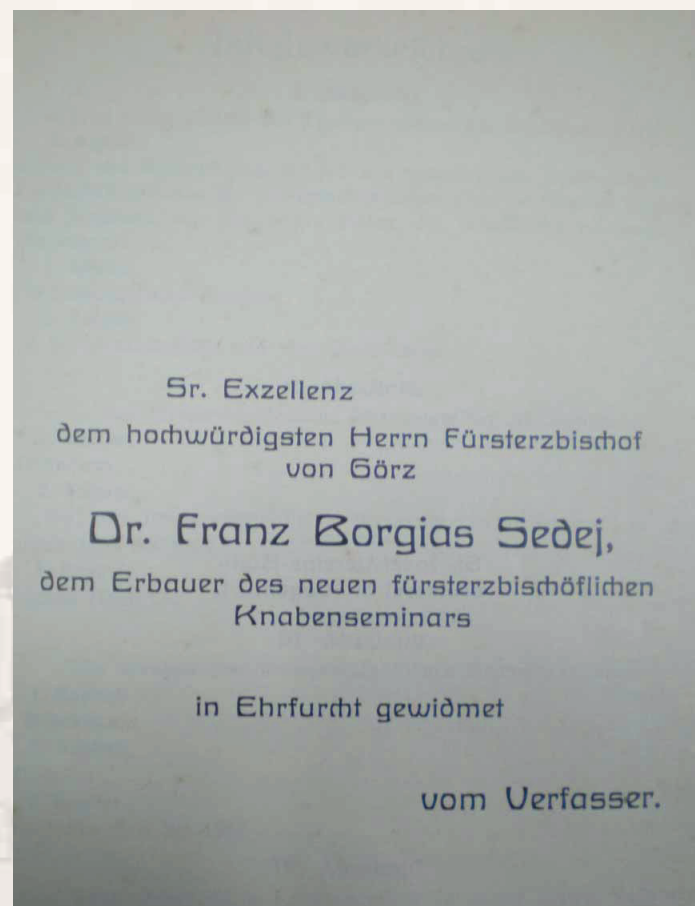 Sr. Exzellenz
dem hochwürdigsten Herrn Fürsterzbischof
von Görz
Dr. Franz Borgias Sedej,
dem Erbauer des neuen fürsterzbischöflichen
Knabenseminars
in Ehrfurcht gewidmet
vom Verfasser.